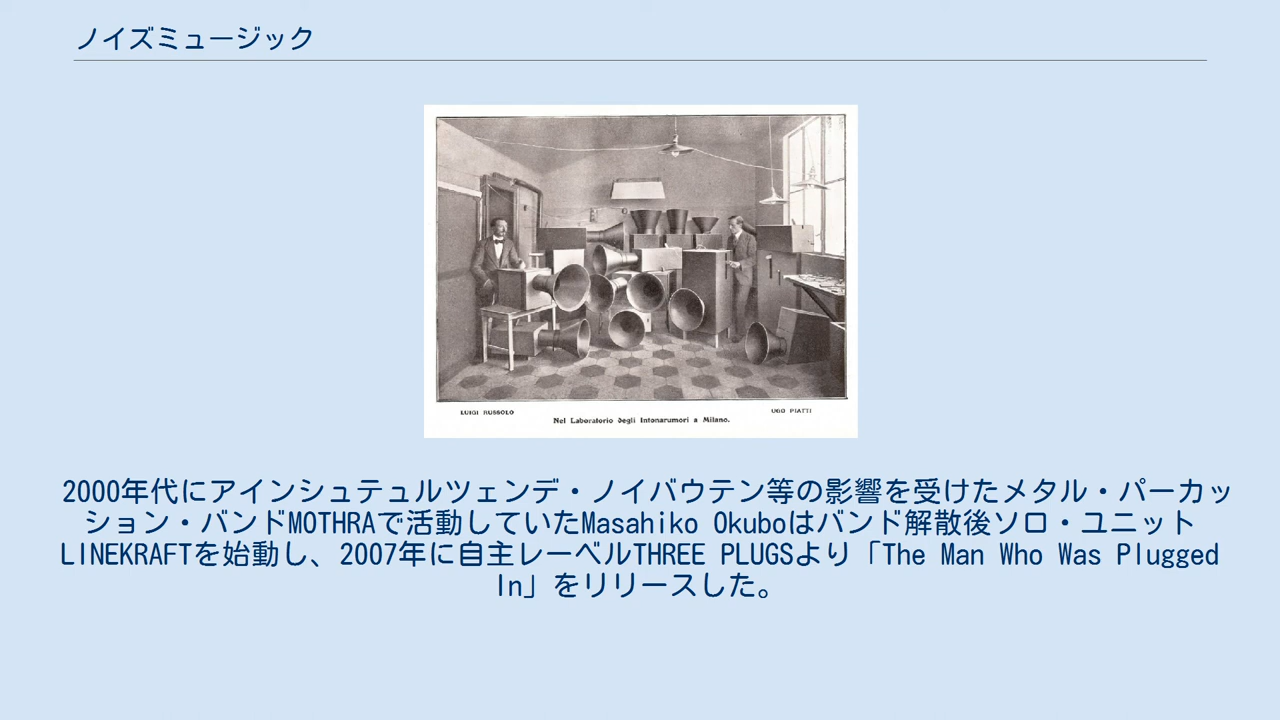 ノイズミュージック
LUIGI RUSSOLO
UGO PIATTI
Nel Laboratorio degli Intonarumori a Milano.
2000年代にアインシュテュルツェンデ・ノイバウテン等の影響を受けたメタル・パーカッ
ション・バンドMOTHRAで活動していたMasahiko Okuboはバンド解散後ソロ・ユニット
LINEKRAFTを始動し、2007年に自主レーベルTHREE PLUGSより「The Man Who Was Plugged
In」をリリースした。